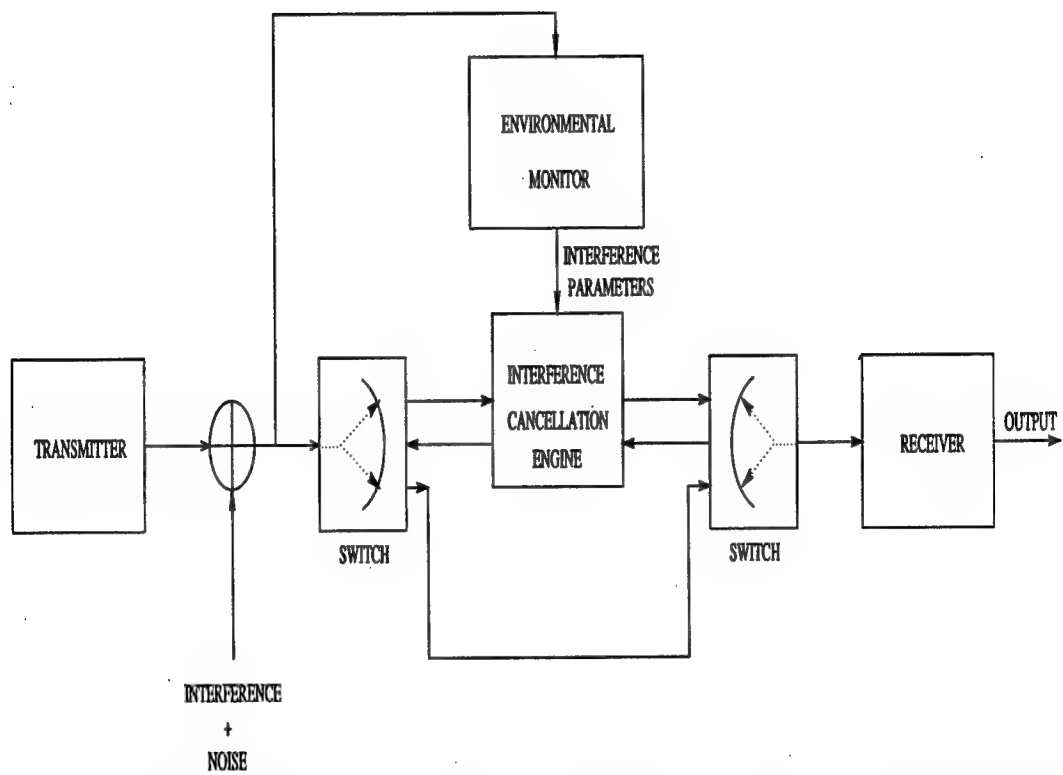 ENVIRONMENTAL
MONITOR
INTERFERENCE
PARAMETERS
TRANSMITTER
INTERFERENCE
CANCELLATION
ENGINE
RECEIVER
OUTPUT
SWITCH
SWITCH
INTERFERENCE
+
NOISE